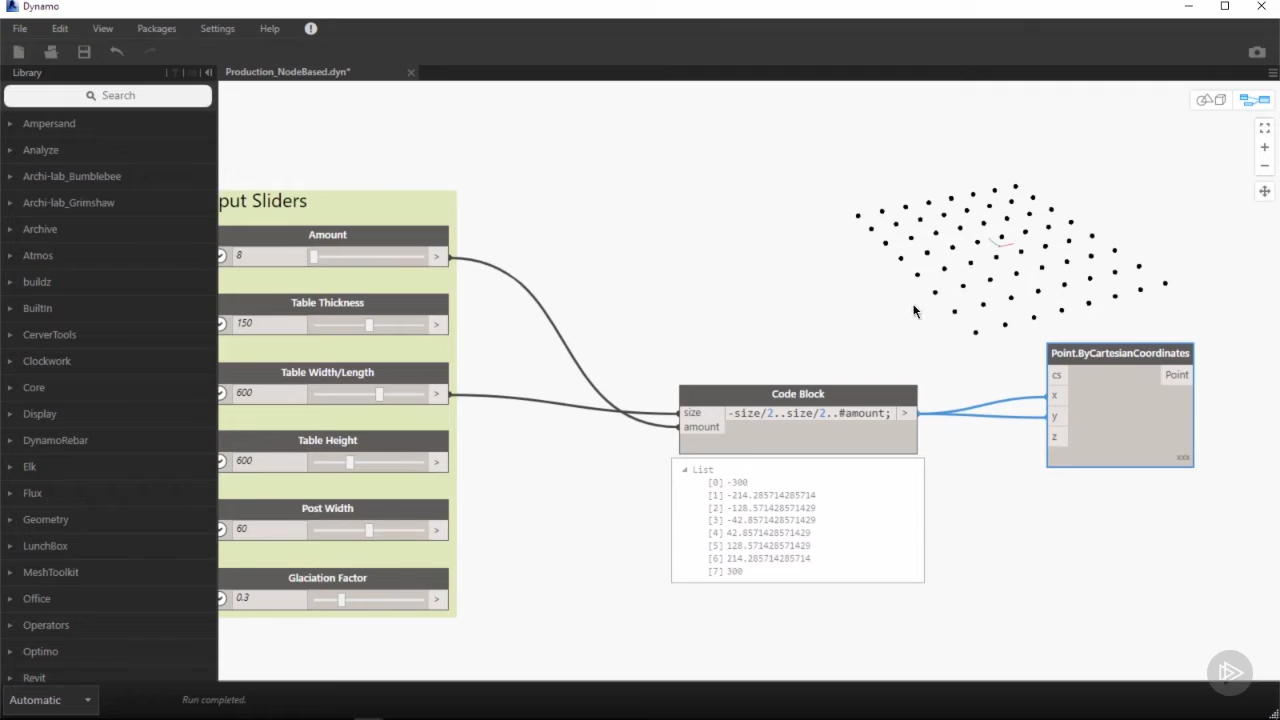 Dynamo
File Edit View Packages Settings Help
Library
Production_NodeBased.dyn*
Search
Ampersand
Analyze
Archi-lab_Bumblebee
Archi-lab_Grimshaw
Archive
Atmos
buildz
BuiltIn
CerverTools
Clockwork
Core
Display
DynamoRebar
Elk
Flux
Geometry
LunchBox
MeshToolkit
Office
Operators
Optimo
Revit
Automatic
Run completed.
put Sliders
Amount
8 >
Table Thickness
150 >
Table Width/Length
600 >
Table Height
600 >
Post Width
60 >
Glaciation Factor
0.3 >
Code Block
size -size/2..size/2..#amount; >
amount
List
[0] -300
[1] -214.285714285714
[2] -128.571428571429
[3] -42.8571428571429
[4] 42.8571428571429
[5] 128.571428571429
[6] 214.285714285714
[7] 300
Point.ByCartesianCoordinates
cs Point
x
y
z
xxx